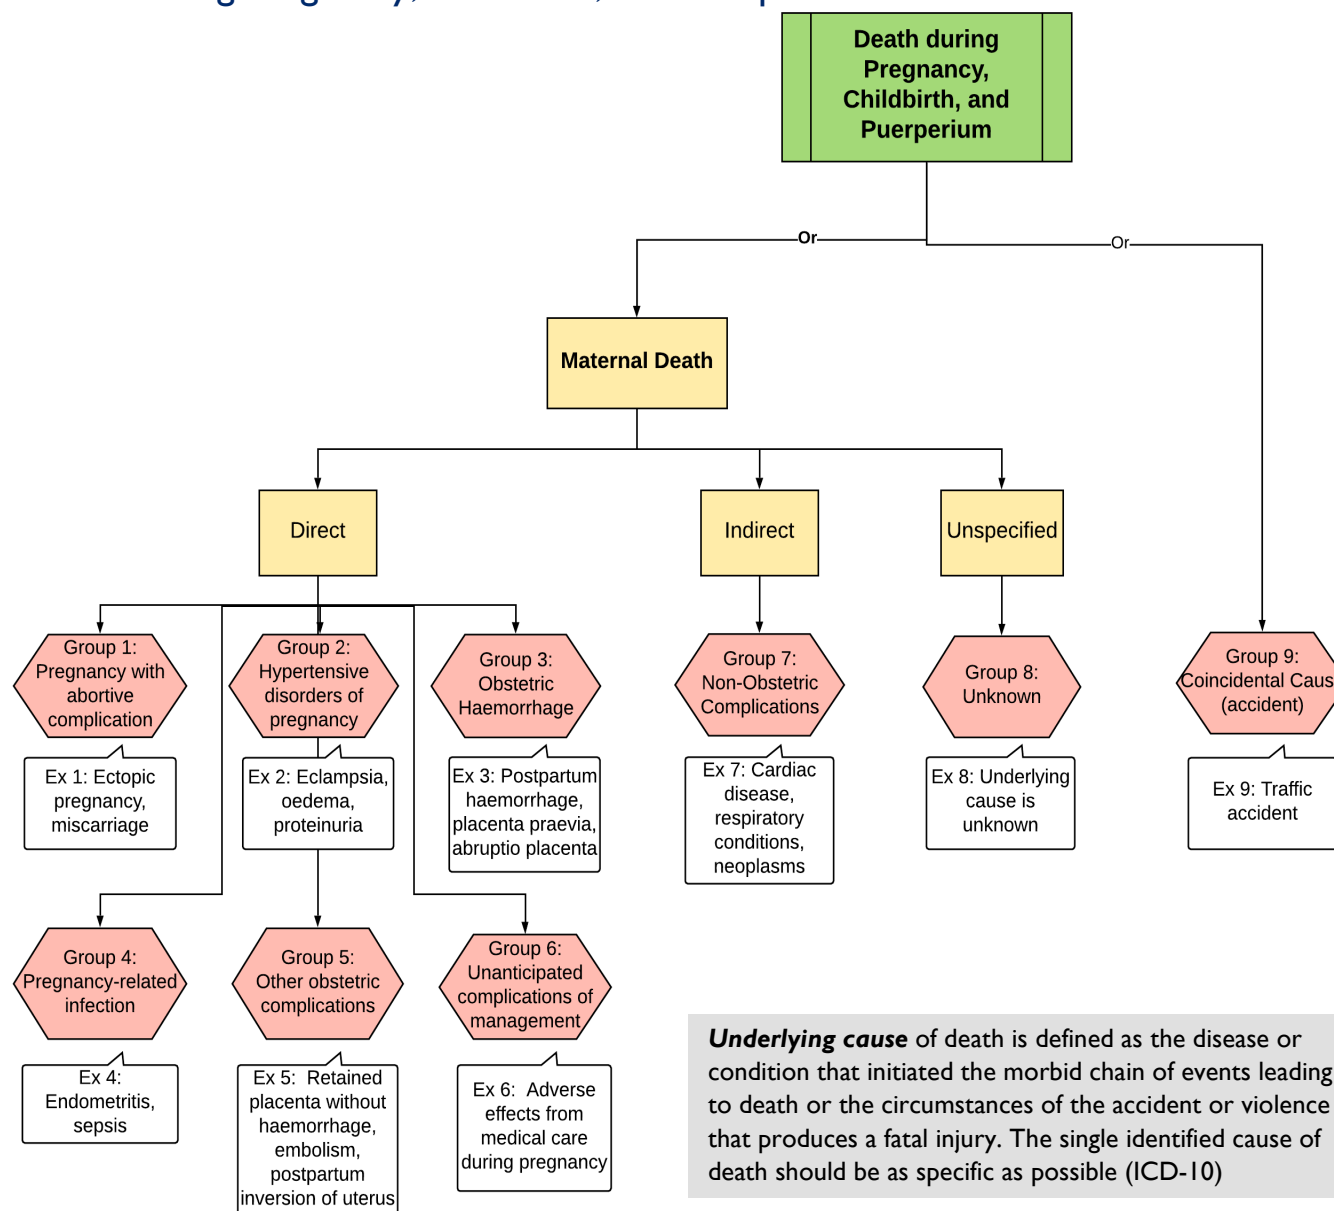 Death during
Pregnancy,
Childbirth, and
Puerperium
Or
Or
Maternal Death
Direct
Indirect
Unspecified
Group 1:
Pregnancy with
abortive
complication
Group 2:
Hypertensive
disorders of
pregnancy
Group 3:
Obstetric
Haemorrhage
Group 7:
Non-Obstetric
Complications
Group 8:
Unknown
Group 9:
Coincidental Caus
(accident)
Ex 1: Ectopic
pregnancy,
miscarriage
Ex 2: Eclampsia,
oedema,
proteinuria
Ex 3: Postpartum
haemorrhage,
placenta praevia,
abruptio placenta
Ex 7: Cardiac
disease,
respiratory
conditions,
neoplasms
Ex 8: Underlying
cause is
unknown
Ex 9: Traffic
accident
Group 4:
Pregnancy-related
infection
Group 5:
Other obstetric
complications
Group 6:
Unanticipated
complications of
management
Ex 4:
Endometritis,
sepsis
Ex 5: Retained
placenta without
haemorrhage,
embolism,
postpartum
inversion of uterus
Ex 6: Adverse
effects from
medical care
during pregnancy
Underlying cause of death is defined as the disease or
condition that initiated the morbid chain of events leading
to death or the circumstances of the accident or violence
that produces a fatal injury. The single identified cause of
death should be as specific as possible (ICD-10)